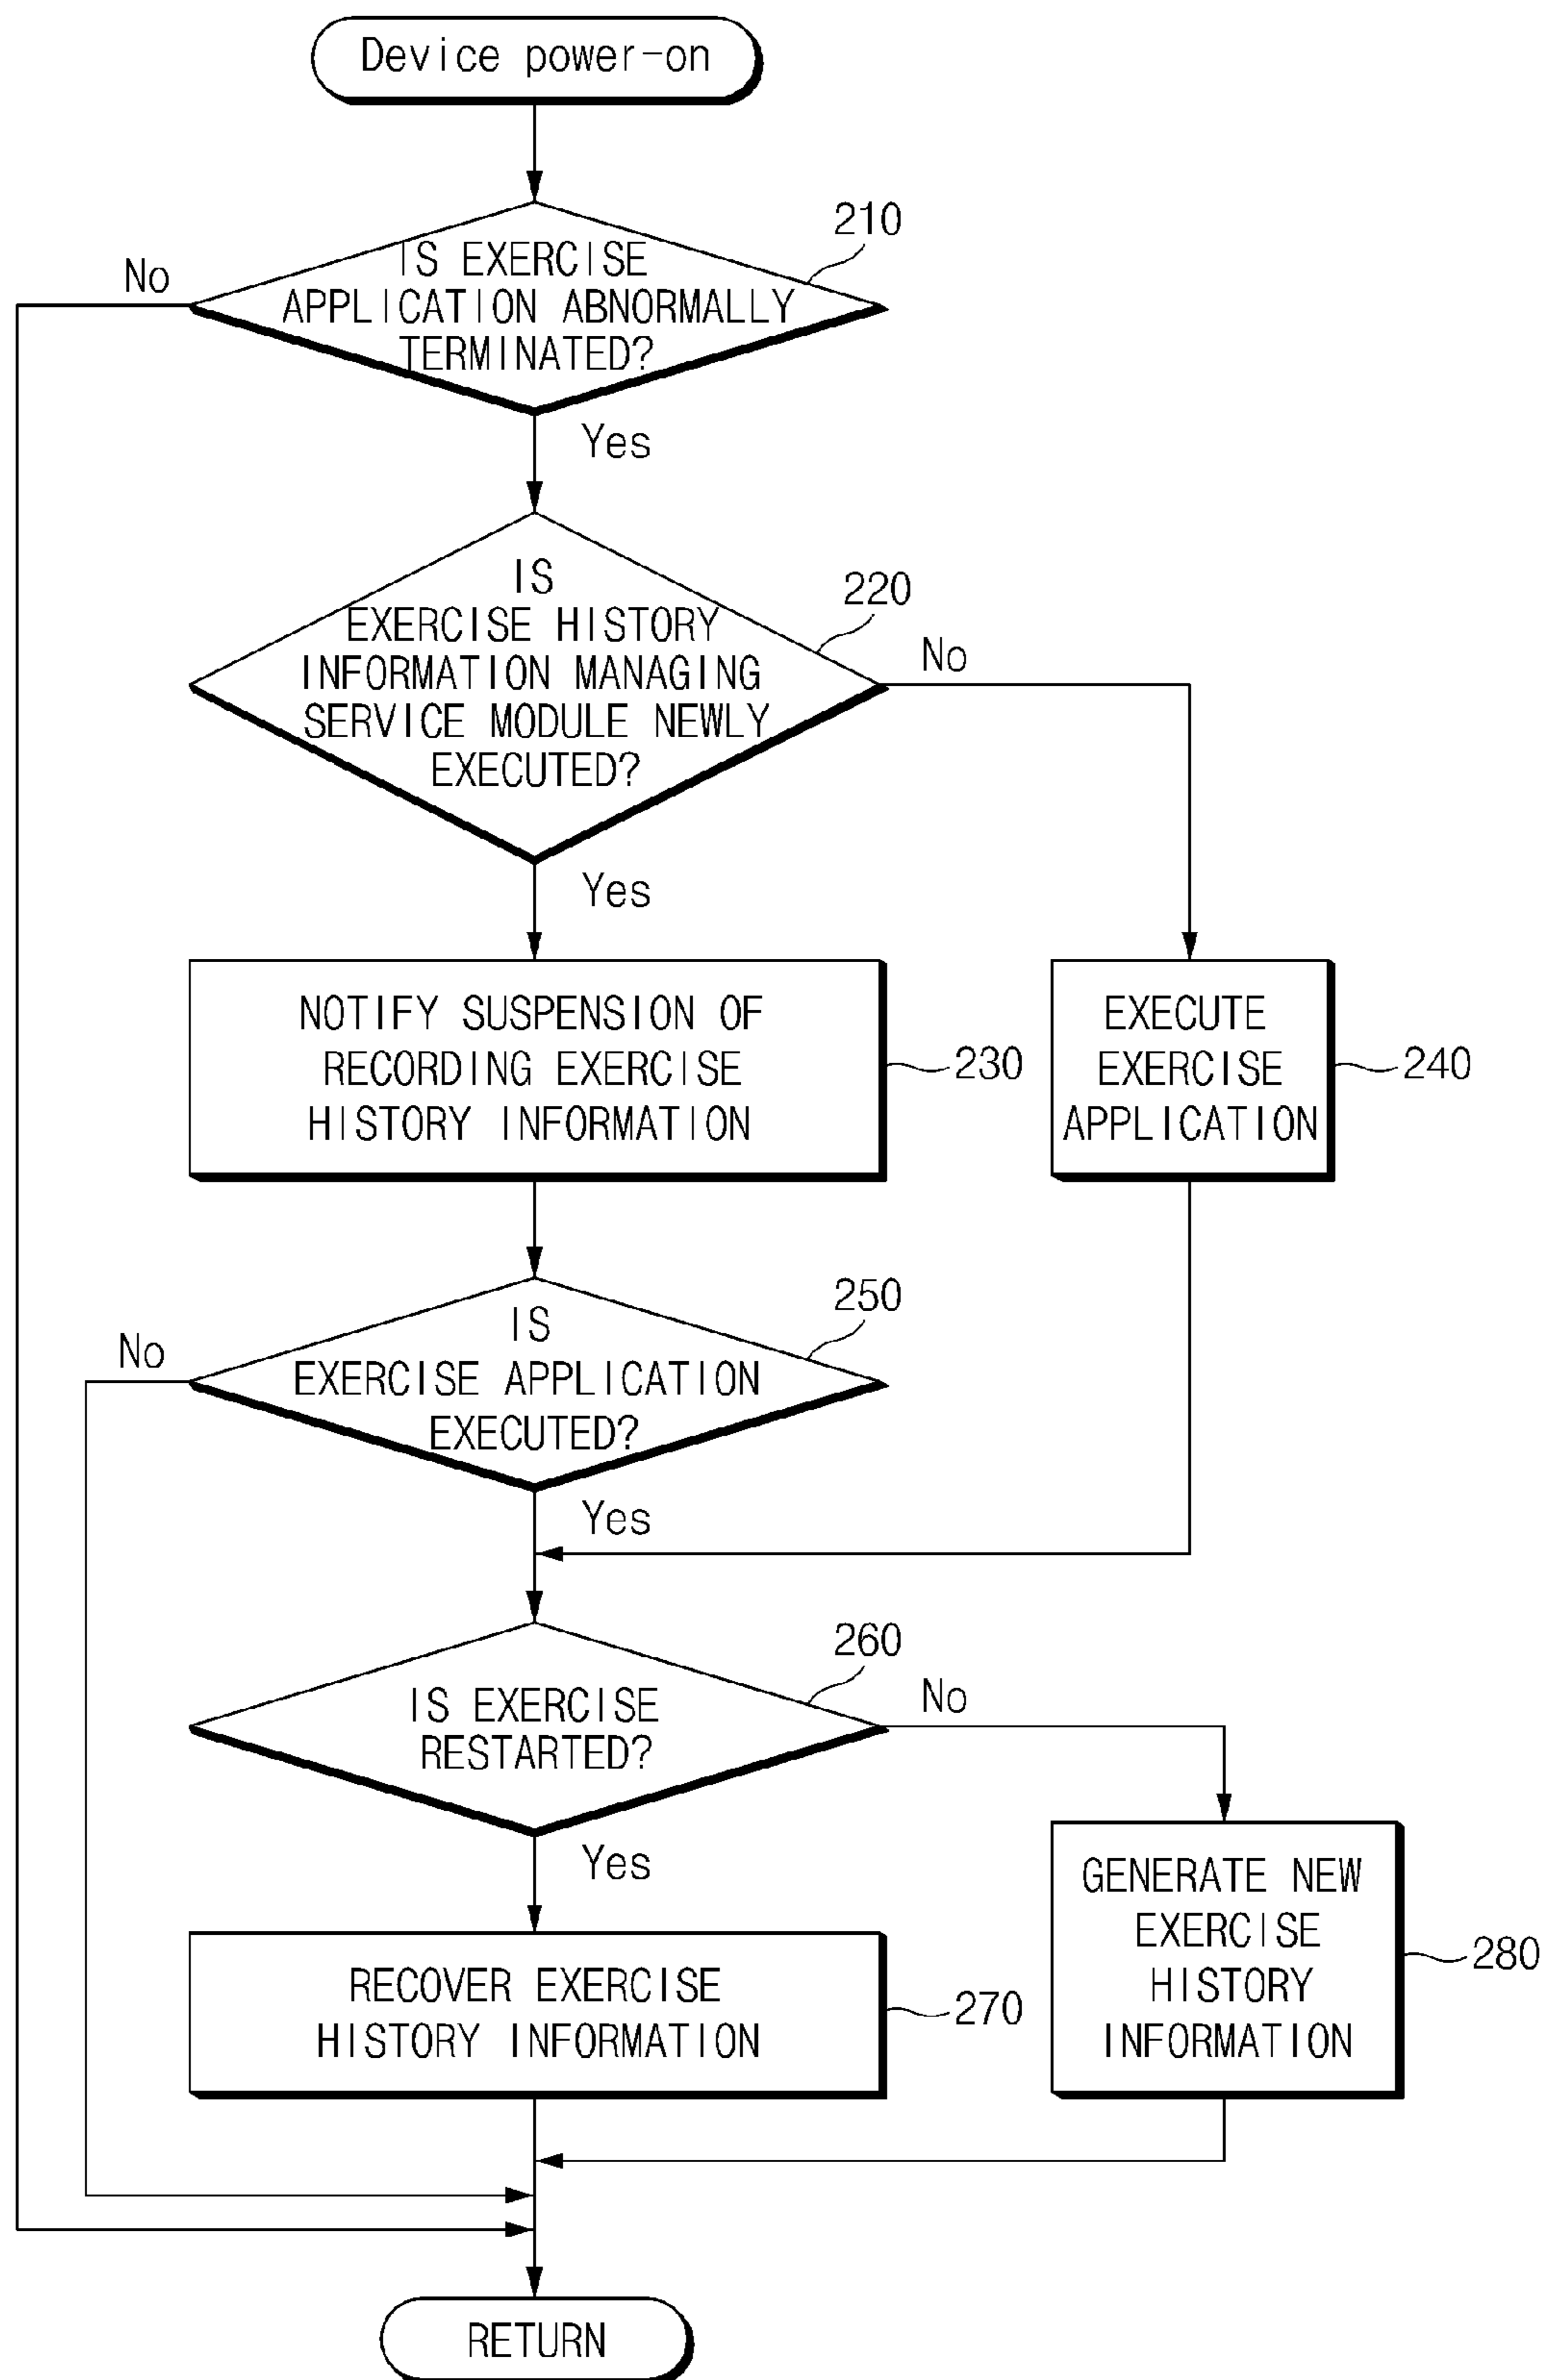 Device power-on
210
No
IS EXERCISE
APPLICATION ABNORMALLY
TERMINATED?
Yes
220
IS
EXERCISE HISTORY
INFORMATION MANAGING
SERVICE MODULE NEWLY
EXECUTED?
No
Yes
NOTIFY SUSPENSION OF
RECORDING EXERCISE
HISTORY INFORMATION
230
EXECUTE
EXERCISE
APPLICATION
240
250
No
IS
EXERCISE APPLICATION
EXECUTED?
Yes
260
IS EXERCISE
RESTARTED?
No
Yes
RECOVER EXERCISE
HISTORY INFORMATION
270
GENERATE NEW
EXERCISE
HISTORY
INFORMATION
280
RETURN